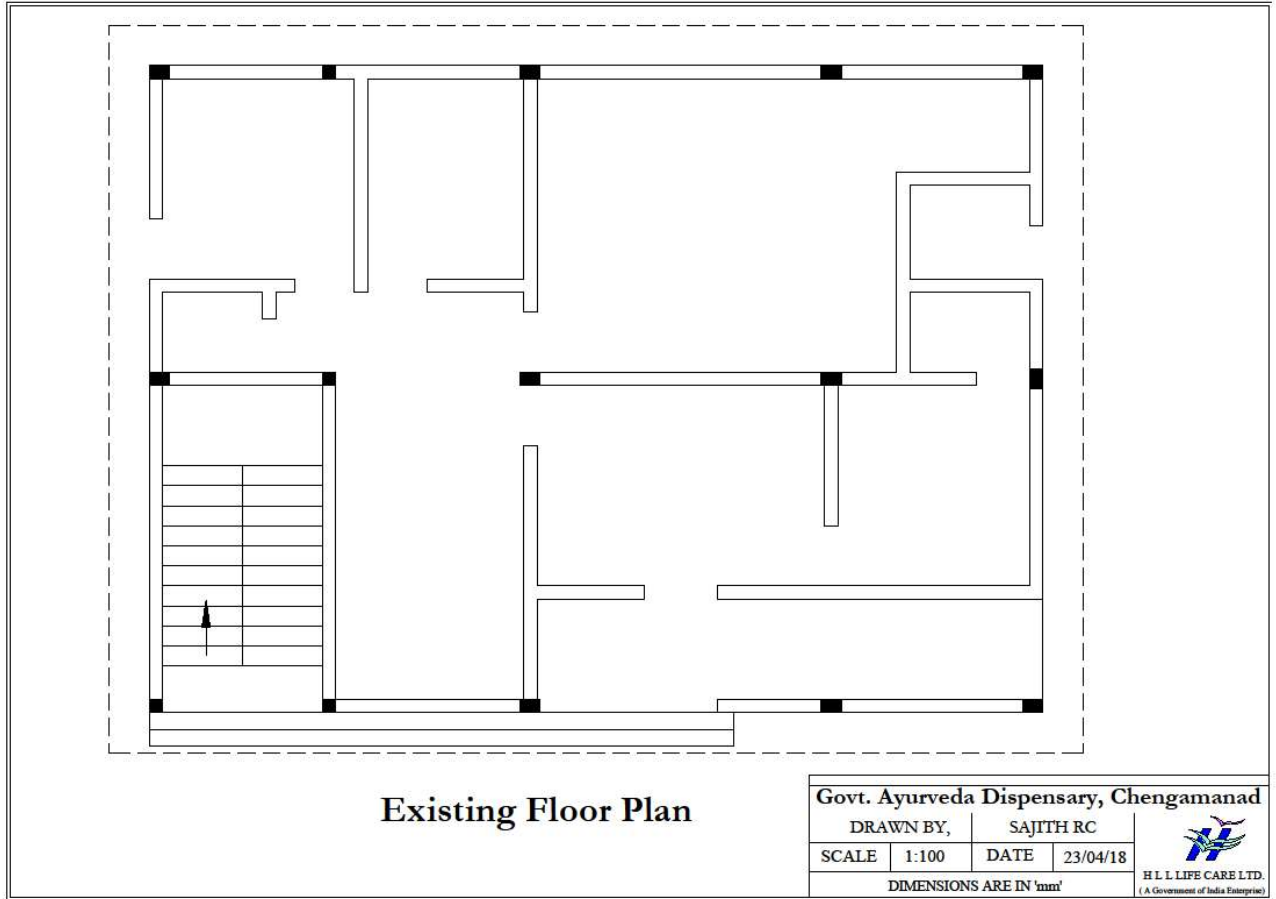 Existing Floor Plan
Govt. Ayurveda Dispensary, Chengamanad
DRAWN BY, SAJITH RC
SCALE 1:100 DATE 23/04/18
DIMENSIONS ARE IN 'mm'
H L L LIFE CARE LTD.
( A Government of India Enterprise)